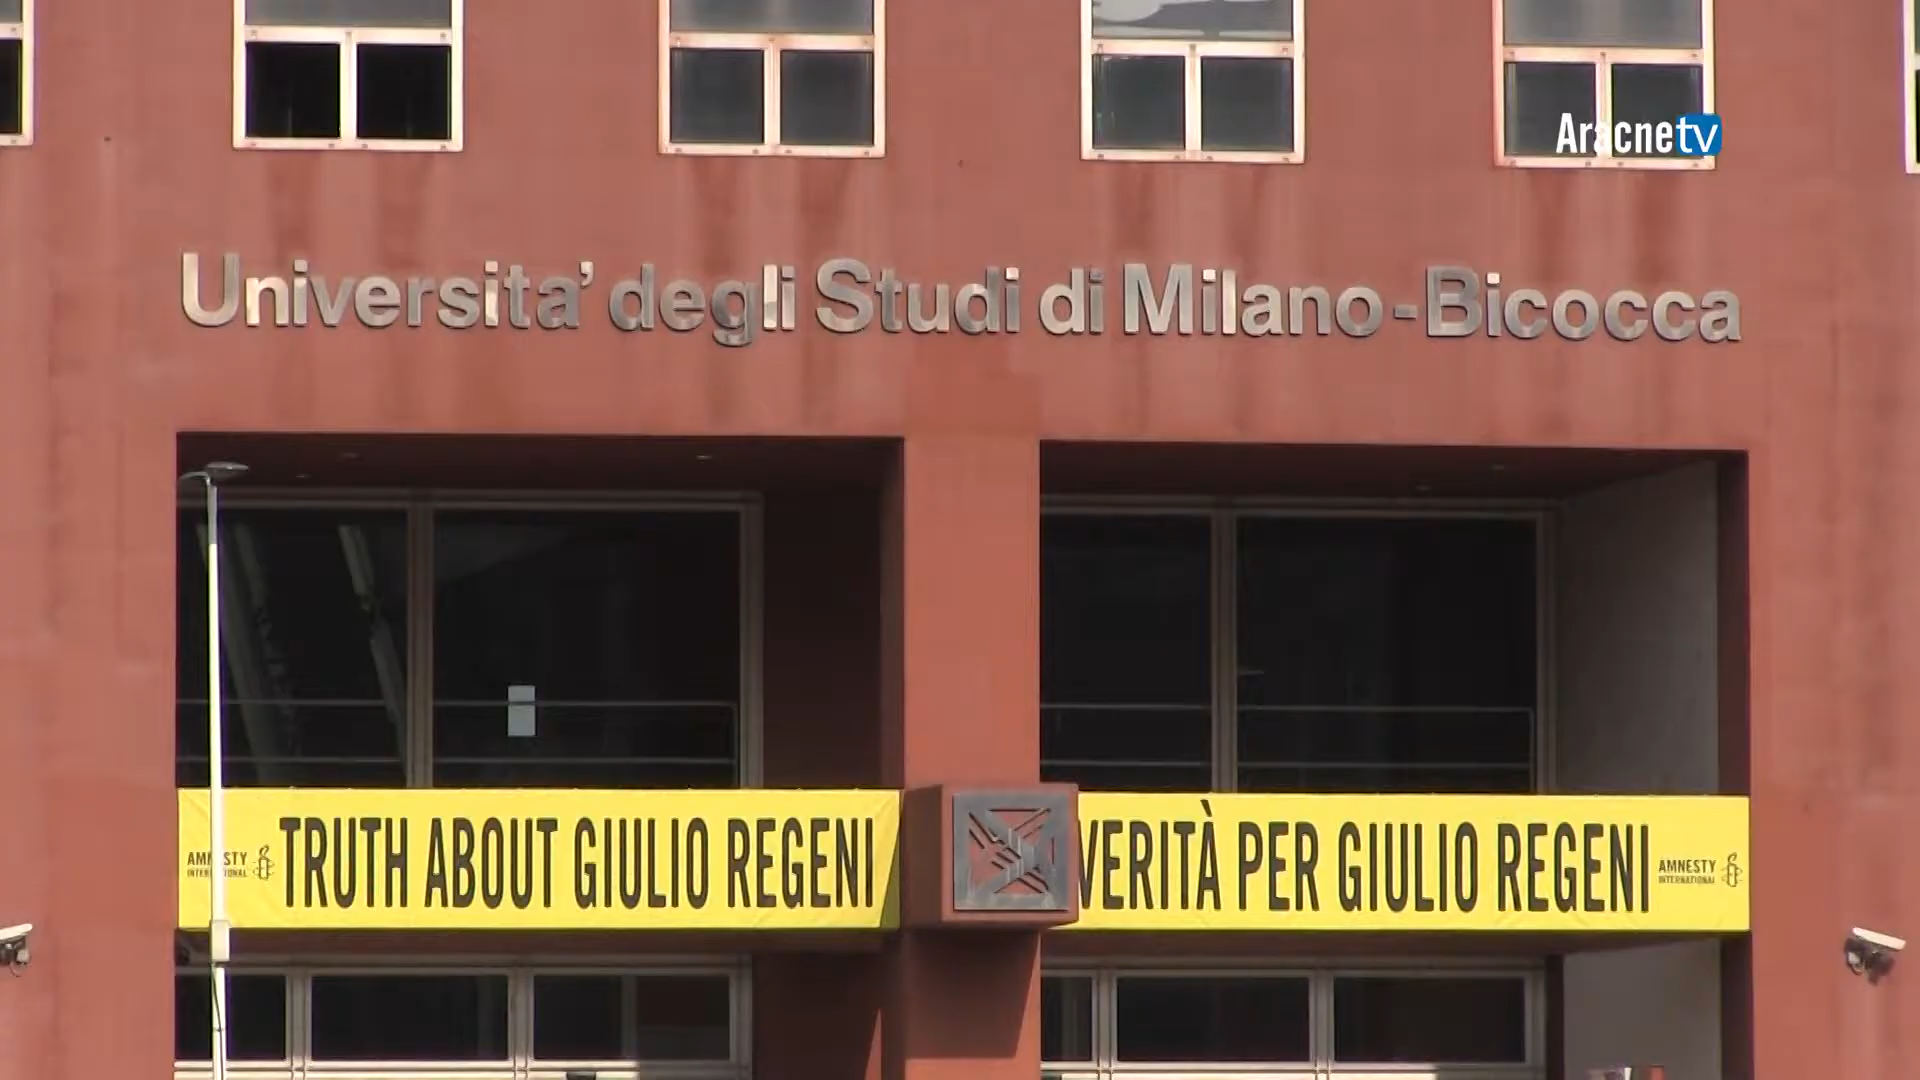 Aracnetv
Universita' degli Studi di Milano-Bicocca
AMNESTY
INTERNATIONAL
TRUTH ABOUT GIULIO REGENI
VERITÀ PER GIULIO REGENI
AMNESTY
INTERNATIONAL